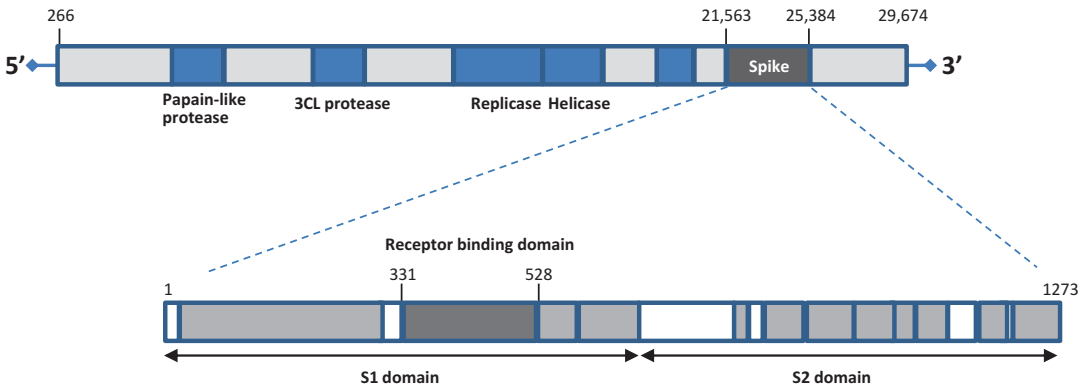 266 21,563 25,384 29,674
5’ Spike 3’
Papain-like
protease
3CL protease
Replicase Helicase
Receptor binding domain
1 331 528 1273
S1 domain S2 domain